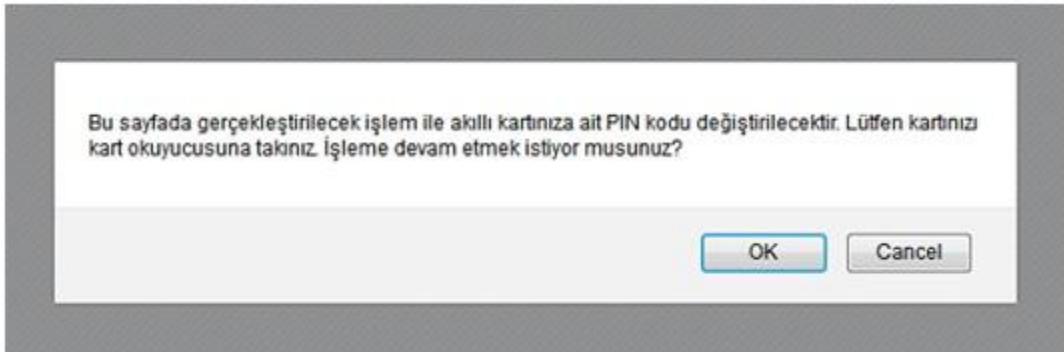 Bu sayfada gerçekleştirilecek işlem ile akıllı kartınıza ait PIN kodu değiştirilecektir. Lütfen kartınızı
kart okuyucusuna takınız. İşleme devam etmek istiyor musunuz?
OK
Cancel